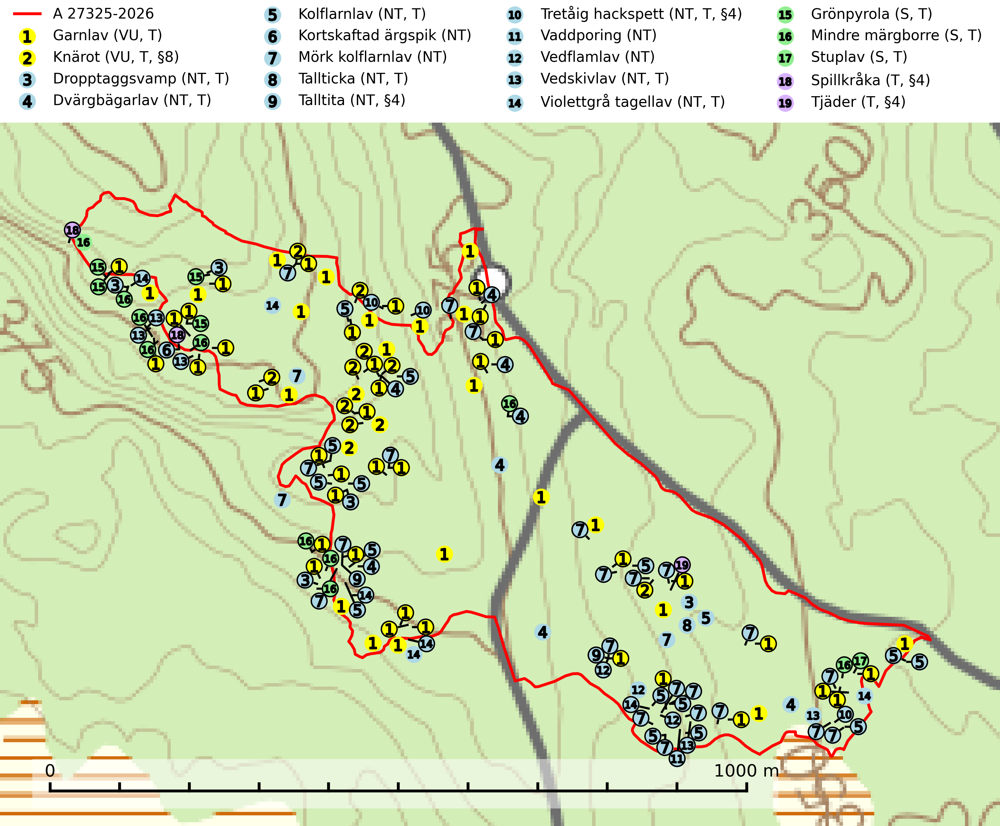 A 27325-2026
1 Garnlav (VU, T)
2 Knärot (VU, T, §8)
3 Dropptaggsvamp (NT, T)
4 Dvärgbägarlav (NT, T)
5 Kolflarnlav (NT, T)
6 Kortskaftad ärgspik (NT)
7 Mörk kolflarnlav (NT)
8 Tallticka (NT, T)
9 Talltita (NT, §4)
10 Tretåig hackspett (NT, T, §4)
11 Vaddporing (NT)
12 Vedflamlav (NT)
13 Vedskivlav (NT, T)
14 Violettgrå tagellav (NT, T)
15 Grönpyrola (S, T)
16 Mindre märgborre (S, T)
17 Stuplav (S, T)
18 Spillkråka (T, §4)
19 Tjäder (T, §4)
0 1000 m